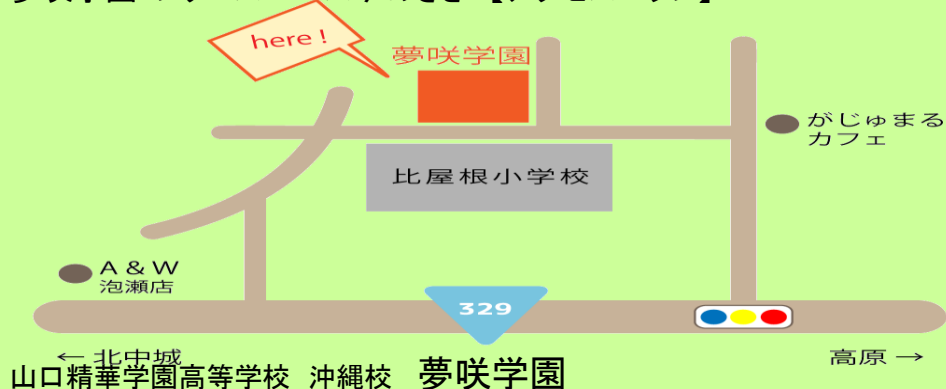 here !
夢咲学園
がじゅまる
カフェ
比屋根小学校
A & W
泡瀬店
329
← 北中城
高原 →
山口精華学園高等学校 沖縄校 夢咲学園